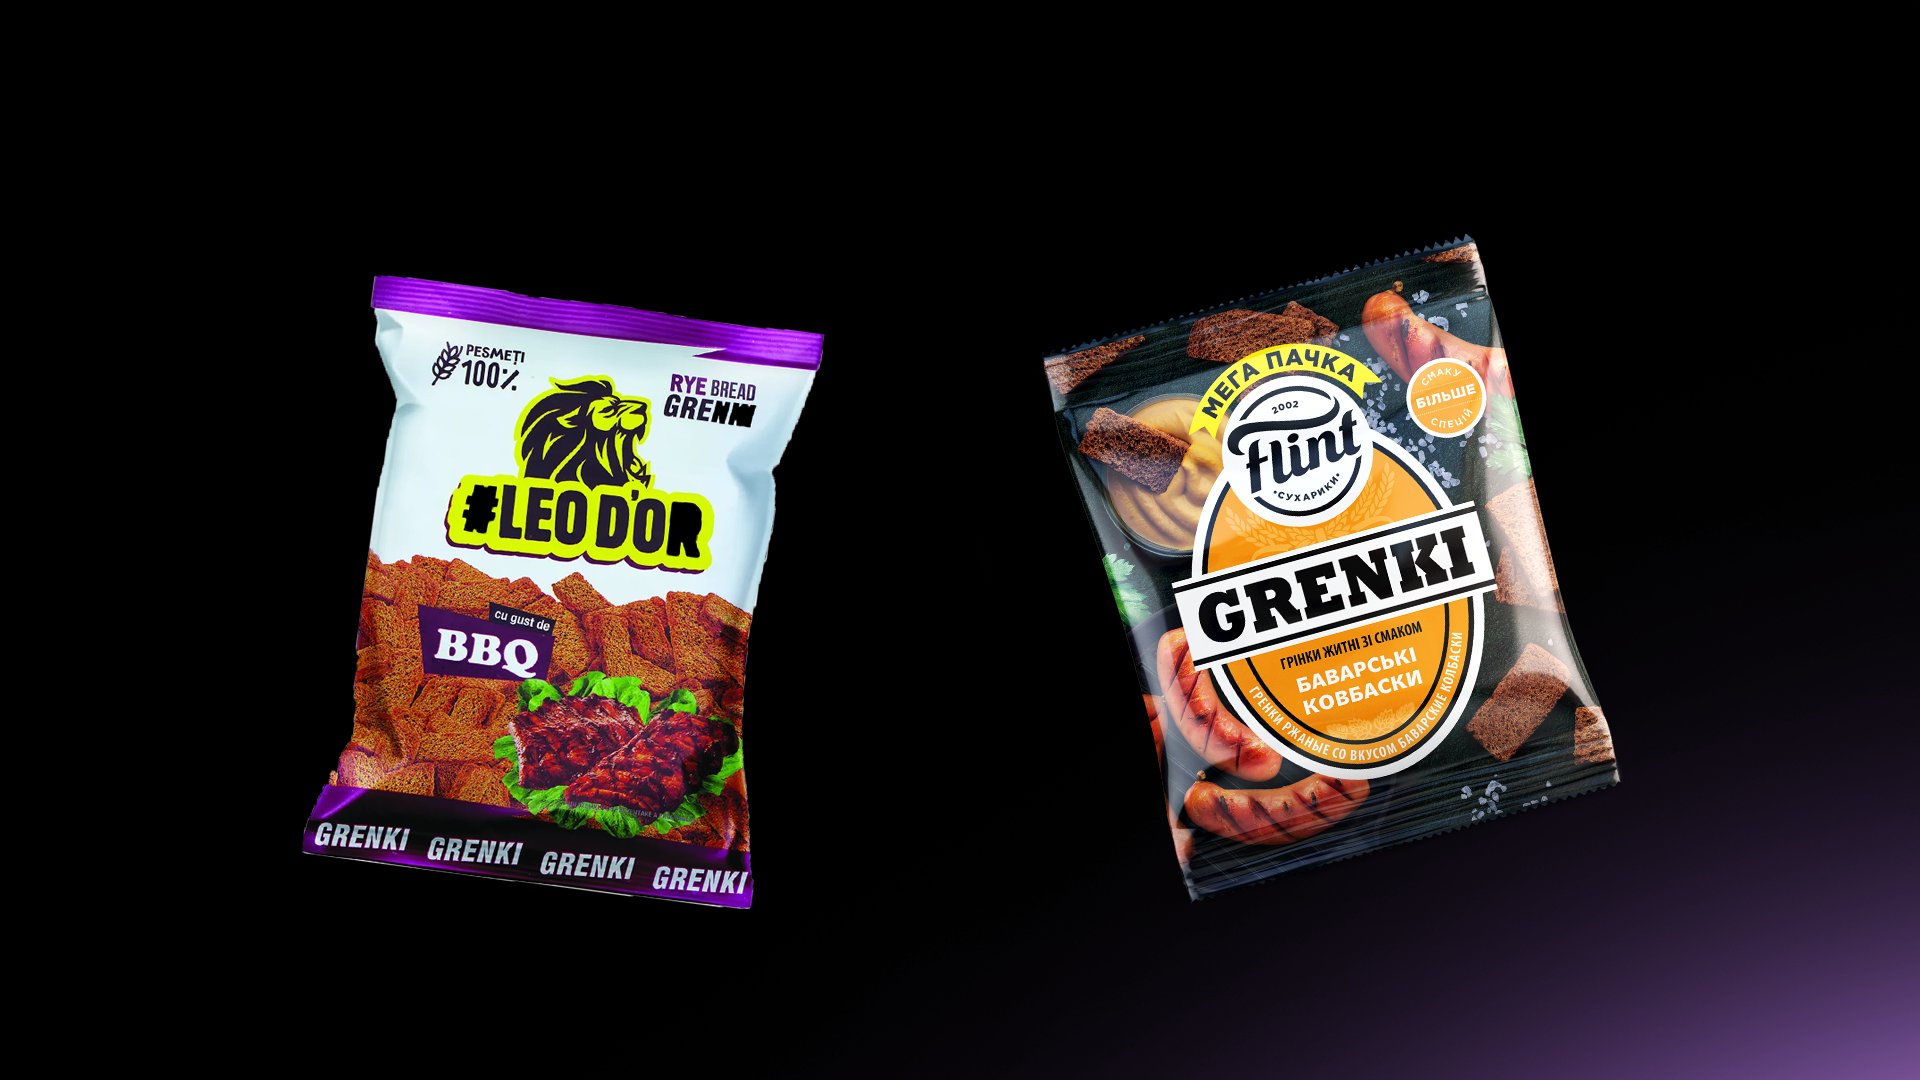 PESMEȚI
100%
RYE BREAD
GRENKI
#LEO D'OR
cu gust de
BBQ
GRENKI GRENKI GRENKI GRENKI
МЕГА ПАЧКА
2002
flint
•СУХАРИКИ•
СМАКУ
БІЛЬШЕ
СПЕЦІЙ
GRENKI
ГРІНКИ ЖИТНІ ЗІ СМАКОМ
БАВАРСЬКІ
КОВБАСКИ
ГРЕНКИ РЖАНЫЕ СО ВКУСОМ БАВАРСКИЕ КОЛБАСКИ